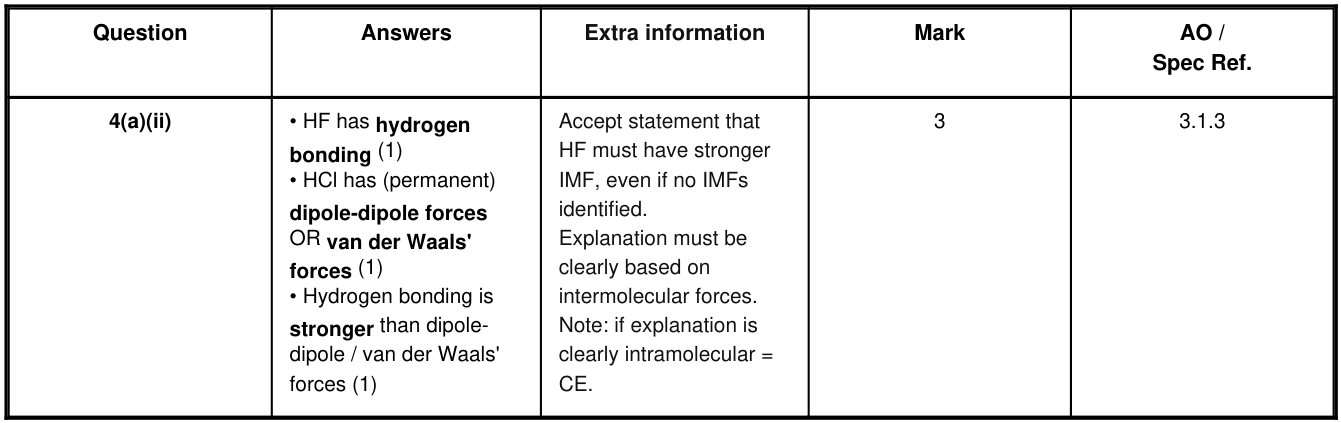 Question
Answers
Extra information
Mark
AO /
Spec Ref.
4(a)(ii)
• HF has hydrogen
bonding (1)
• HCl has (permanent)
dipole-dipole forces
OR van der Waals'
forces (1)
• Hydrogen bonding is
stronger than dipole-
dipole / van der Waals'
forces (1)
Accept statement that
HF must have stronger
IMF, even if no IMFs
identified.
Explanation must be
clearly based on
intermolecular forces.
Note: if explanation is
clearly intramolecular =
CE.
3
3.1.3